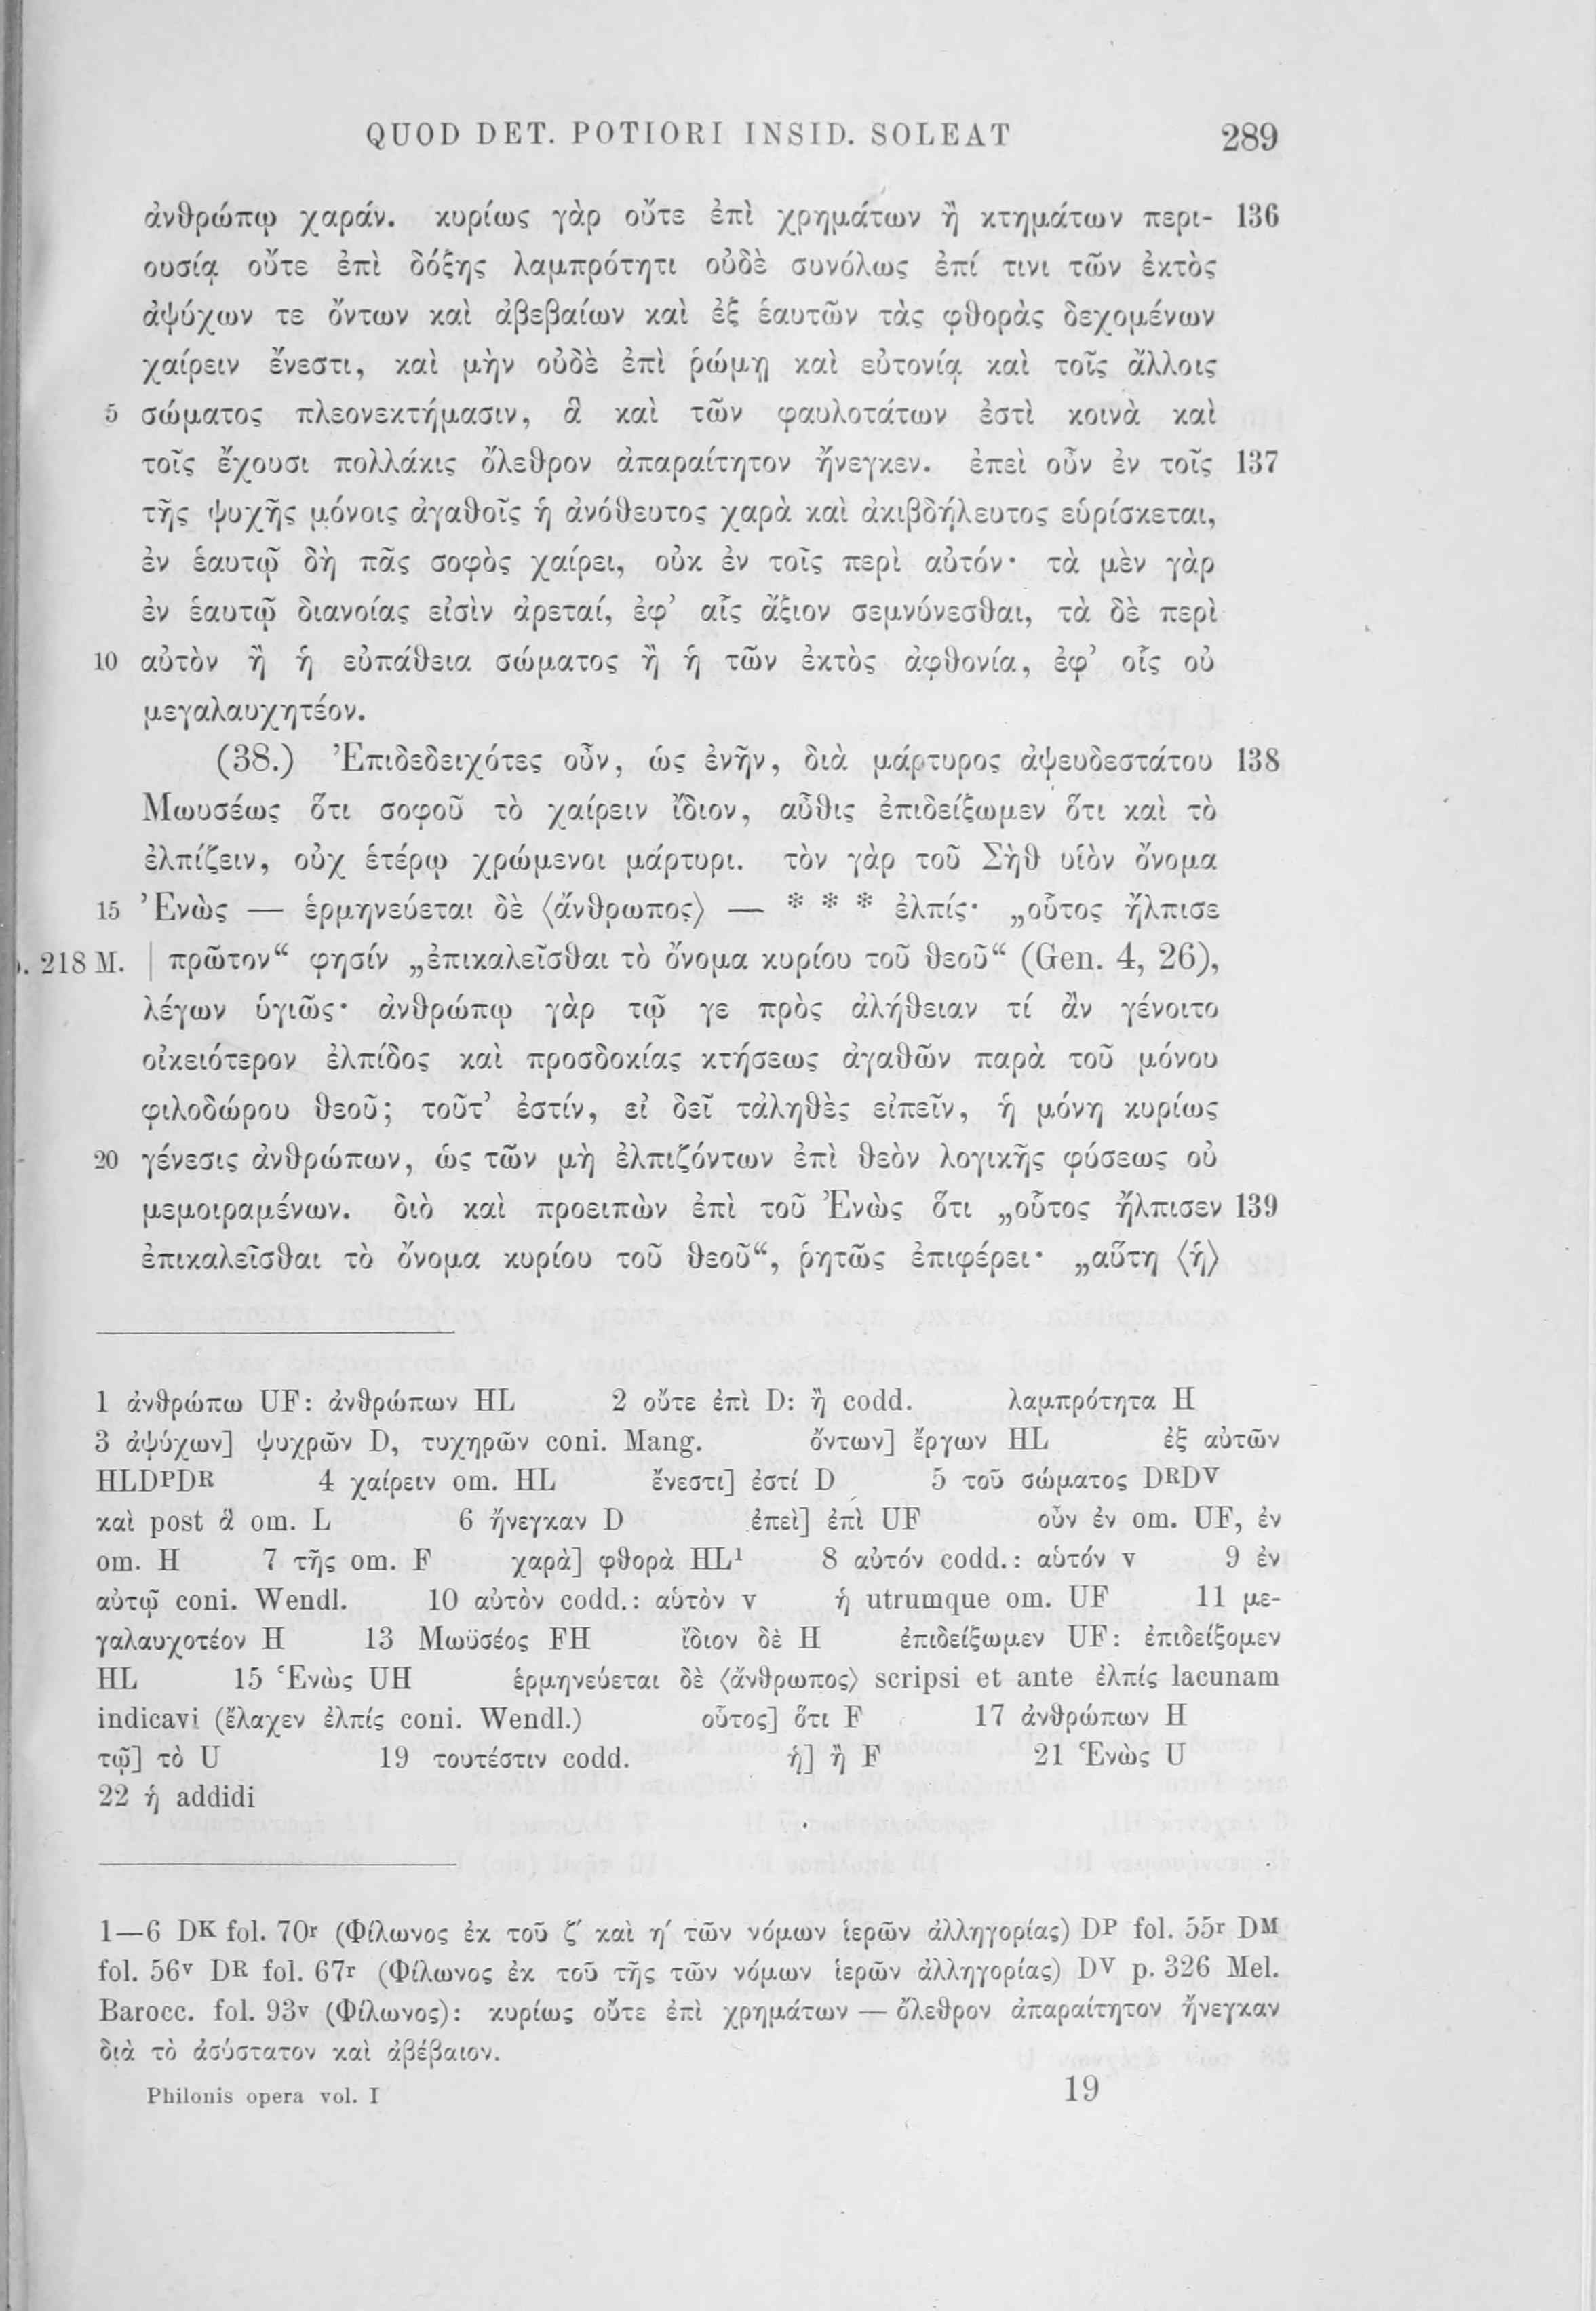 QUOD DET. POTIORI INSID. SOLEAT 289
ἀνθρώπῳ χαράν. κυρίως γὰρ οὔτε ἐπὶ χρημάτων ἢ κτημάτων περι- 136
ουσίᾳ οὔτε ἐπὶ δόξης λαμπρότητι οὐδὲ συνόλως ἐπί τινι τῶν ἐκτὸς
ἀψύχων τε ὄντων καὶ ἀβεβαίων καὶ ἐξ ἑαυτῶν τὰς φθορὰς δεχομένων
χαίρειν ἔνεστι, καὶ μὴν οὐδὲ ἐπὶ ῥώμῃ καὶ εὐτονίᾳ καὶ τοῖς ἄλλοις
5 σώματος πλεονεκτήμασιν, ἃ καὶ τῶν φαυλοτάτων ἐστὶ κοινὰ καὶ
τοῖς ἔχουσι πολλάκις ὄλεθρον ἀπαραίτητον ἤνεγκεν. ἐπεὶ οὖν ἐν τοῖς 137
τῆς ψυχῆς μόνοις ἀγαθοῖς ἡ ἀνόθευτος χαρὰ καὶ ἀκιβδήλευτος εὑρίσκεται,
ἐν ἑαυτῷ δὴ πᾶς σοφὸς χαίρει, οὐκ ἐν τοῖς περὶ αὐτόν· τὰ μὲν γὰρ
ἐν ἑαυτῷ διανοίας εἰσὶν ἀρεταί, ἐφ’ αἷς ἄξιον σεμνύνεσθαι, τὰ δὲ περὶ
10 αὐτὸν ἢ ἡ εὐπάθεια σώματος ἢ ἡ τῶν ἐκτὸς ἀφθονία, ἐφ’ οἷς οὐ
μεγαλαυχητέον.
(38.) Ἐπιδεδειχότες οὖν, ὡς ἐνῆν, διὰ μάρτυρος ἀψευδεστάτου 138
Μωυσέως ὅτι σοφοῦ τὸ χαίρειν ἴδιον, αὖθις ἐπιδείξωμεν ὅτι καὶ τὸ
ἐλπίζειν, οὐχ ἑτέρῳ χρώμενοι μάρτυρι. τὸν γὰρ τοῦ Σὴθ υἱὸν ὄνομα
15 Ἐνὼς — ἑρμηνεύεται δὲ ⟨ἄνθρωπος⟩ — * * * ἐλπίς· „οὗτος ἤλπισε
p. 218 M. | πρῶτον“ φησίν „ἐπικαλεῖσθαι τὸ ὄνομα κυρίου τοῦ θεοῦ“ (Gen. 4, 26),
λέγων ὑγιῶς· ἀνθρώπῳ γὰρ τῷ γε πρὸς ἀλήθειαν τί ἂν γένοιτο
οἰκειότερον ἐλπίδος καὶ προσδοκίας κτήσεως ἀγαθῶν παρὰ τοῦ μόνου
φιλοδώρου θεοῦ; τοῦτ’ ἐστίν, εἰ δεῖ τἀληθὲς εἰπεῖν, ἡ μόνη κυρίως
20 γένεσις ἀνθρώπων, ὡς τῶν μὴ ἐλπιζόντων ἐπὶ θεὸν λογικῆς φύσεως οὐ
μεμοιραμένων. διὸ καὶ προειπὼν ἐπὶ τοῦ Ἐνὼς ὅτι „οὗτος ἤλπισεν 139
ἐπικαλεῖσθαι τὸ ὄνομα κυρίου τοῦ θεοῦ“, ῥητῶς ἐπιφέρει· „αὕτη ⟨ἡ⟩
1 ἀνθρώπω UF: ἀνθρώπων HL 2 οὔτε ἐπὶ D: ἢ codd. λαμπρότητα H
3 ἀψύχων] ψυχρῶν D, τυχηρῶν coni. Mang. ὄντων] ἔργων HL ἐξ αὐτῶν
HLDᴾDᴿ 4 χαίρειν om. HL ἔνεστι] ἐστί D 5 τοῦ σώματος DᴿDⱽ
καὶ post ἃ om. L 6 ἤνεγκαν D ἐπεὶ] ἐπὶ UF οὖν ἐν om. UF, ἐν
om. H 7 τῆς om. F χαρὰ] φθορὰ HL¹ 8 αὐτόν codd.: αὑτόν v 9 ἐν
αὑτῷ coni. Wendl. 10 αὐτὸν codd.: αὑτὸν v ἡ utrumque om. UF 11 με-
γαλαυχοτέον H 13 Μωϋσέος FH ἴδιον δὲ H ἐπιδείξωμεν UF: ἐπιδείξομεν
HL 15 Ἑνὼς UH ἑρμηνεύεται δὲ ⟨ἄνθρωπος⟩ scripsi et ante ἐλπίς lacunam
indicavi (ἔλαχεν ἐλπίς coni. Wendl.) οὗτος] ὅτι F 17 ἀνθρώπων H
τῷ] τὸ U 19 τουτέστιν codd. ἡ] ἢ F 21 Ἑνὼς U
22 ἡ addidi
1—6 Dᴷ fol. 70ʳ (Φίλωνος ἐκ τοῦ ζ′ καὶ η′ τῶν νόμων ἱερῶν ἀλληγορίας) Dᴾ fol. 55ʳ Dᴹ
fol. 56ᵛ Dᴿ fol. 67ʳ (Φίλωνος ἐκ τοῦ τῆς τῶν νόμων ἱερῶν ἀλληγορίας) Dⱽ p. 326 Mel.
Barocc. fol. 93ᵛ (Φίλωνος): κυρίως οὔτε ἐπὶ χρημάτων — ὄλεθρον ἀπαραίτητον ἤνεγκαν
διὰ τὸ ἀσύστατον καὶ ἀβέβαιον.
Philonis opera vol. I 19